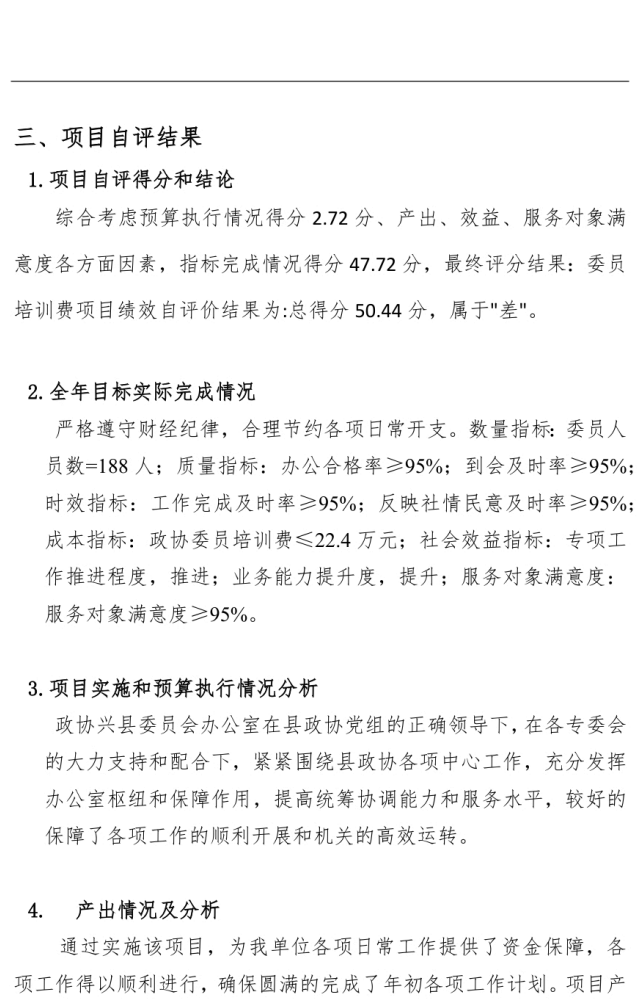 三、项目自评结果
1.项目自评得分和结论
综合考虑预算执行情况得分 2.72 分、产出、效益、服务对象满
意度各方面因素，指标完成情况得分 47.72 分，最终评分结果：委员
培训费项目绩效自评价结果为:总得分 50.44 分，属于"差"。
2.全年目标实际完成情况
严格遵守财经纪律，合理节约各项日常开支。数量指标：委员人
员数=188 人；质量指标：办公合格率≥95%；到会及时率≥95%；
时效指标：工作完成及时率≥95%；反映社情民意及时率≥95%；
成本指标：政协委员培训费≤22.4 万元；社会效益指标：专项工
作推进程度，推进；业务能力提升度，提升；服务对象满意度：
服务对象满意度≥95%。
3.项目实施和预算执行情况分析
政协兴县委员会办公室在县政协党组的正确领导下，在各专委会
的大力支持和配合下，紧紧围绕县政协各项中心工作，充分发挥
办公室枢纽和保障作用，提高统筹协调能力和服务水平，较好的
保障了各项工作的顺利开展和机关的高效运转。
4. 产出情况及分析
通过实施该项目，为我单位各项日常工作提供了资金保障，各
项工作得以顺利进行，确保圆满的完成了年初各项工作计划。项目产